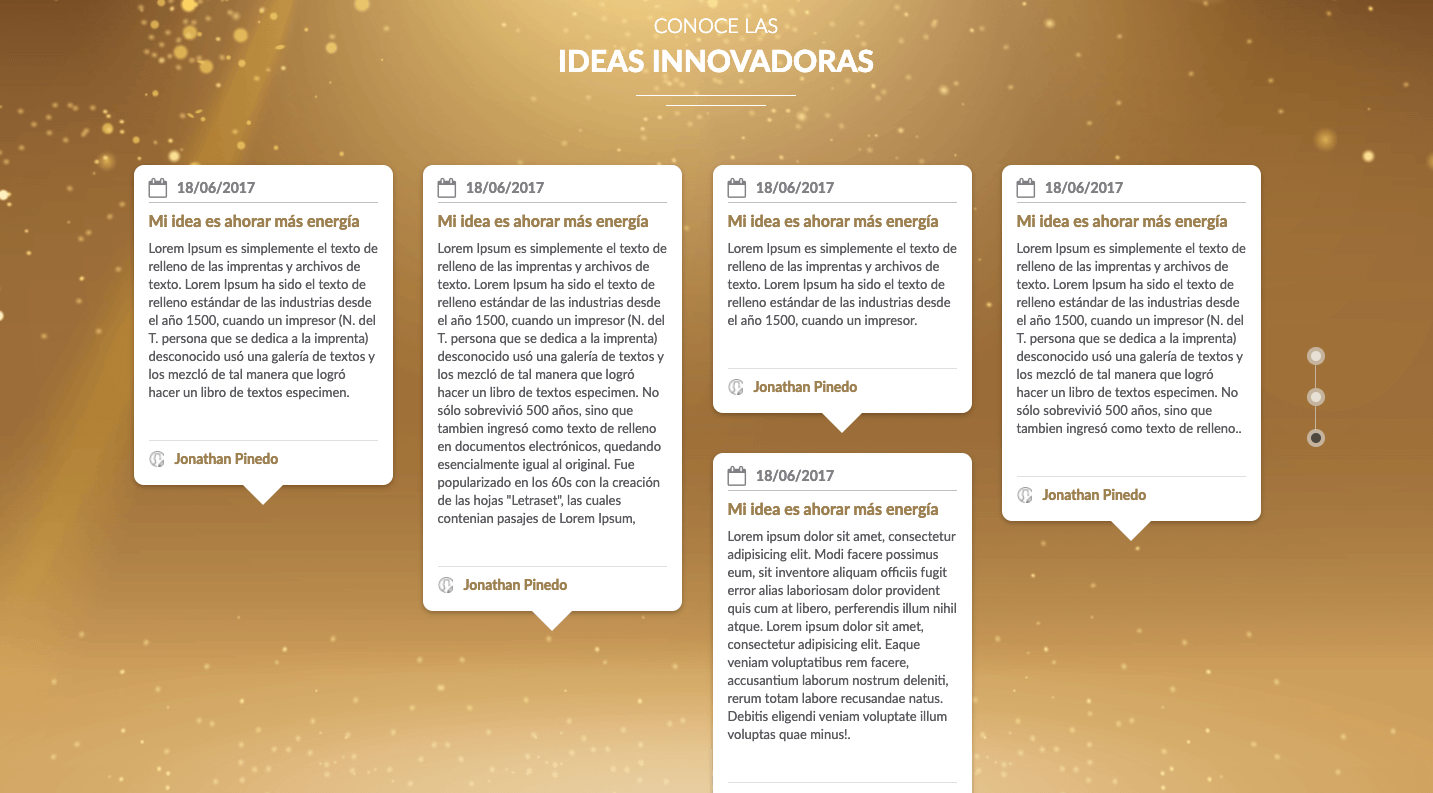 CONOCE LAS
IDEAS INNOVADORAS
18/06/2017
Mi idea es ahorar más energía
Lorem Ipsum es simplemente el texto de
relleno de las imprentas y archivos de
texto. Lorem Ipsum ha sido el texto de
relleno estándar de las industrias desde
el año 1500, cuando un impresor (N. del
T. persona que se dedica a la imprenta)
desconocido usó una galería de textos y
los mezcló de tal manera que logró
hacer un libro de textos especimen.
Jonathan Pinedo
18/06/2017
Mi idea es ahorar más energía
Lorem Ipsum es simplemente el texto de
relleno de las imprentas y archivos de
texto. Lorem Ipsum ha sido el texto de
relleno estándar de las industrias desde
el año 1500, cuando un impresor (N. del
T. persona que se dedica a la imprenta)
desconocido usó una galería de textos y
los mezcló de tal manera que logró
hacer un libro de textos especimen. No
sólo sobrevivió 500 años, sino que
tambien ingresó como texto de relleno
en documentos electrónicos, quedando
esencialmente igual al original. Fue
popularizado en los 60s con la creación
de las hojas "Letraset", las cuales
contenian pasajes de Lorem Ipsum,
Jonathan Pinedo
18/06/2017
Mi idea es ahorar más energía
Lorem Ipsum es simplemente el texto de
relleno de las imprentas y archivos de
texto. Lorem Ipsum ha sido el texto de
relleno estándar de las industrias desde
el año 1500, cuando un impresor.
Jonathan Pinedo
18/06/2017
Mi idea es ahorar más energía
Lorem ipsum dolor sit amet, consectetur
adipisicing elit. Modi facere possimus
eum, sit inventore aliquam officiis fugit
error alias laboriosam dolor provident
quis cum at libero, perferendis illum nihil
atque. Lorem ipsum dolor sit amet,
consectetur adipisicing elit. Eaque
veniam voluptatibus rem facere,
accusantium laborum nostrum deleniti,
rerum totam labore recusandae natus.
Debitis eligendi veniam voluptate illum
voluptas quae minus!.
18/06/2017
Mi idea es ahorar más energía
Lorem Ipsum es simplemente el texto de
relleno de las imprentas y archivos de
texto. Lorem Ipsum ha sido el texto de
relleno estándar de las industrias desde
el año 1500, cuando un impresor (N. del
T. persona que se dedica a la imprenta)
desconocido usó una galería de textos y
los mezcló de tal manera que logró
hacer un libro de textos especimen. No
sólo sobrevivió 500 años, sino que
tambien ingresó como texto de relleno..
Jonathan Pinedo